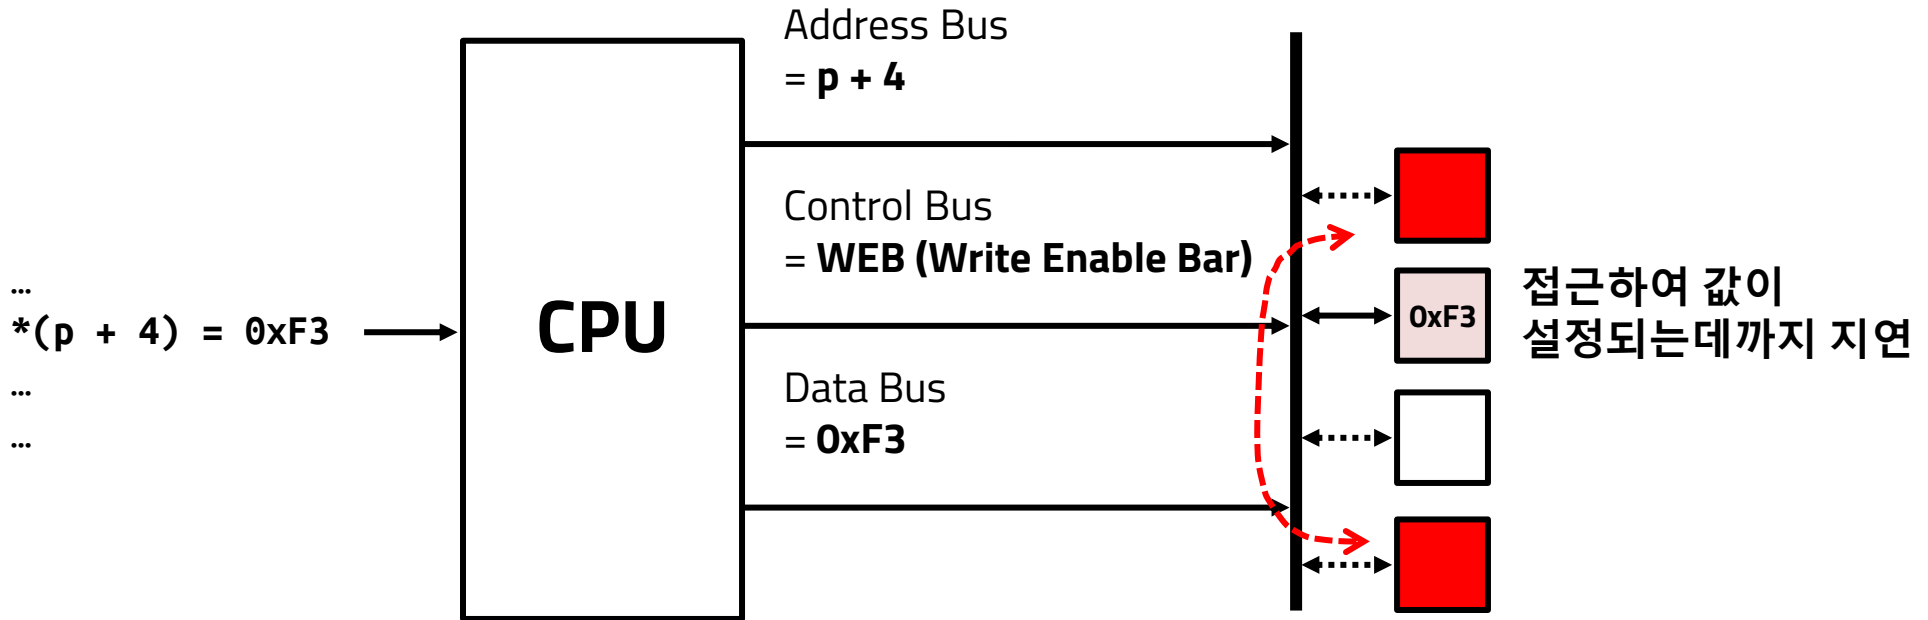 …
*(p + 4) = 0xF3
…
…
CPU
Address Bus
= p + 4
Control Bus
= WEB (Write Enable Bar)
Data Bus
= 0xF3
0xF3
접근하여 값이
설정되는데까지 지연